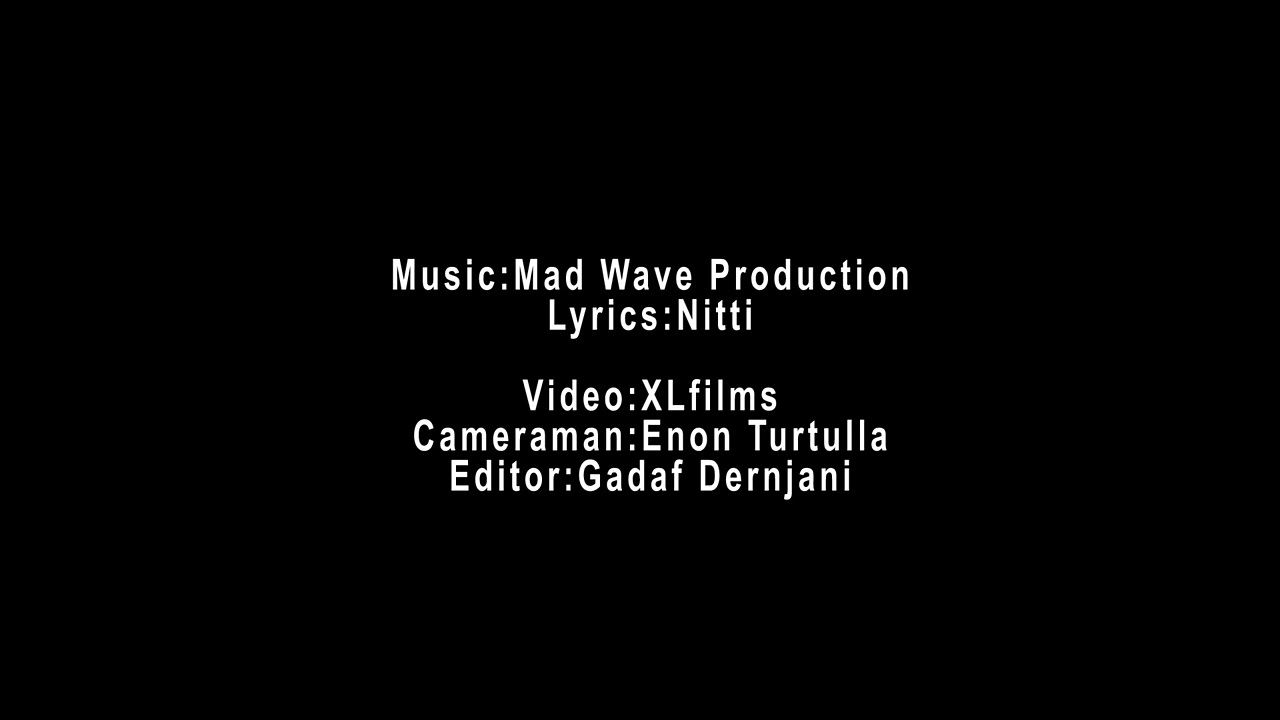 Music:Mad Wave Production
Lyrics:Nitti
Video:XLfilms
Cameraman:Enon Turtulla
Editor:Gadaf Dernjani